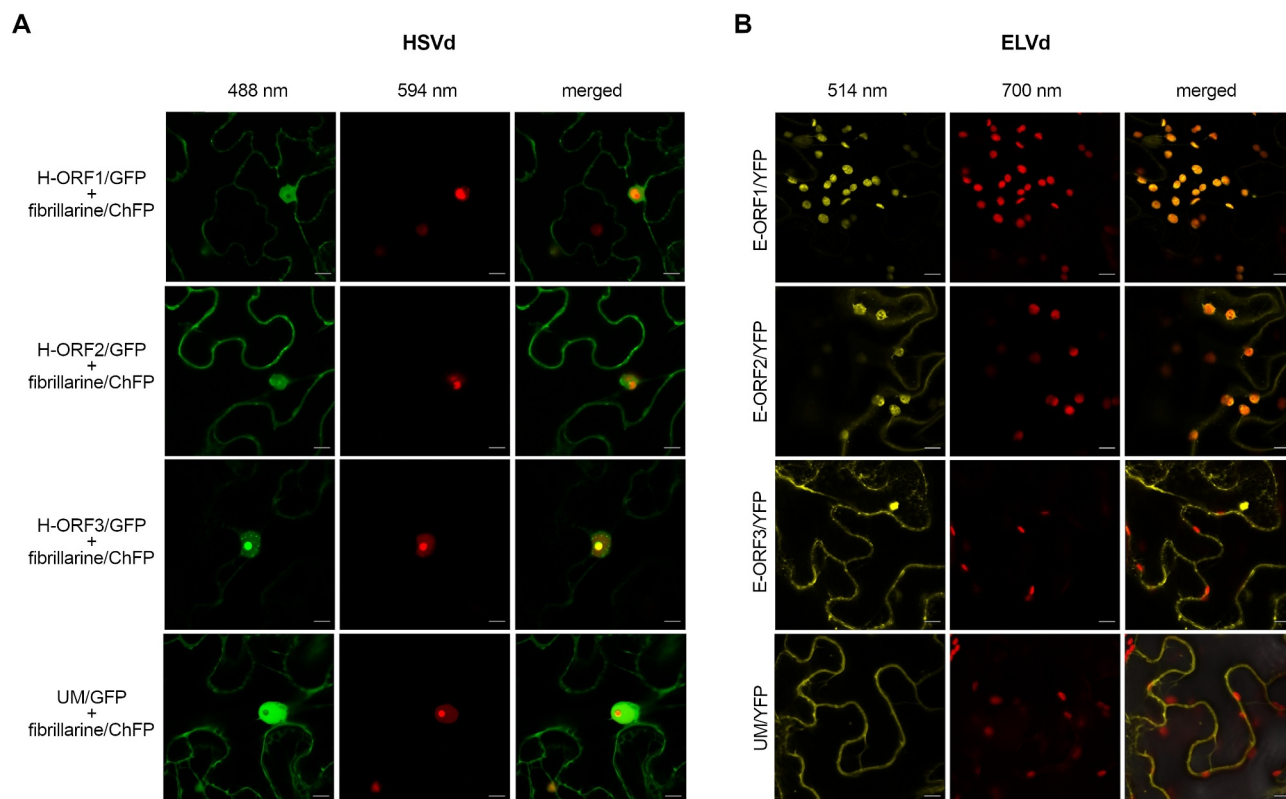 A
HSVd
488 nm
594 nm
merged
H-ORF1/GFP
+
fibrillarine/ChFP
H-ORF2/GFP
+
fibrillarine/ChFP
H-ORF3/GFP
+
fibrillarine/ChFP
UM/GFP
+
fibrillarine/ChFP
B
ELVd
514 nm
700 nm
merged
E-ORF1/YFP
E-ORF2/YFP
E-ORF3/YFP
UM/YFP